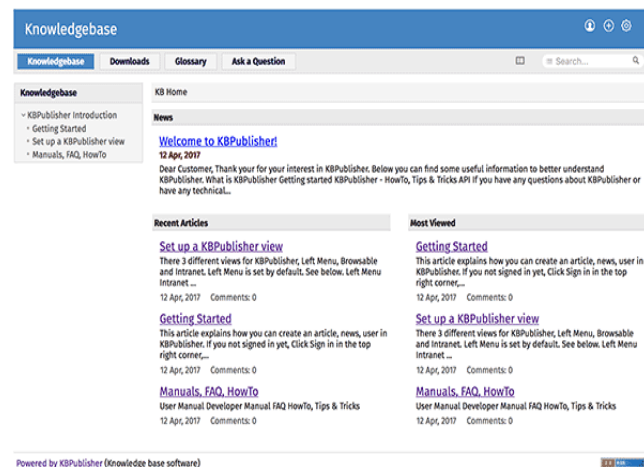 Knowledgebase
Knowledgebase Downloads Glossary Ask a Question Search...
Knowledgebase
KBPublisher Introduction
Getting Started
Set up a KBPublisher view
Manuals, FAQ, HowTo
KB Home
News
Welcome to KBPublisher!
12 Apr, 2017
Dear Customer, Thank your for your interest in KBPublisher. Below you can find some useful information to better understand
KBPublisher. What is KBPublisher Getting started KBPublisher - HowTo, Tips & Tricks API If you have any questions about KBPublisher or
have any technical...
Recent Articles
Set up a KBPublisher view
There 3 different views for KBPublisher, Left Menu, Browsable
and Intranet. Left Menu is set by default. See below. Left Menu
Intranet ...
12 Apr, 2017 Comments: 0
Getting Started
This article explains how you can create an article, news, user in
KBPublisher. If you not signed in yet, Click Sign in in the top
right corner,...
12 Apr, 2017 Comments: 0
Manuals, FAQ, HowTo
User Manual Developer Manual FAQ HowTo, Tips & Tricks
12 Apr, 2017 Comments: 0
Most Viewed
Getting Started
This article explains how you can create an article, news, user in
KBPublisher. If you not signed in yet, Click Sign in in the top
right corner,...
12 Apr, 2017 Comments: 0
Set up a KBPublisher view
There 3 different views for KBPublisher, Left Menu, Browsable
and Intranet. Left Menu is set by default. See below. Left Menu
Intranet ...
12 Apr, 2017 Comments: 0
Manuals, FAQ, HowTo
User Manual Developer Manual FAQ HowTo, Tips & Tricks
12 Apr, 2017 Comments: 0
Powered by KBPublisher (Knowledge base software)